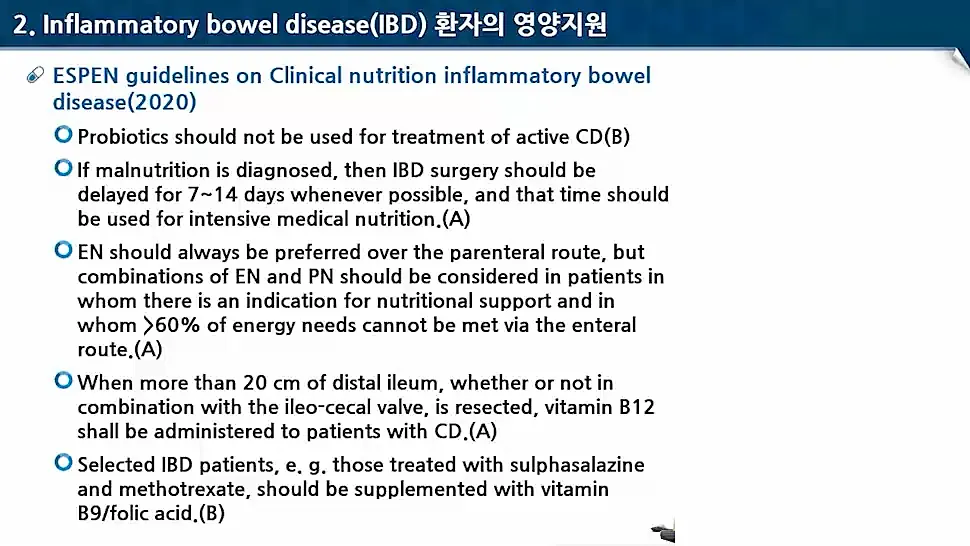 2. Inflammatory bowel disease(IBD) 환자의 영양지원
ESPEN guidelines on Clinical nutrition inflammatory bowel
disease(2020)
Probiotics should not be used for treatment of active CD(B)
If malnutrition is diagnosed, then IBD surgery should be
delayed for 7~14 days whenever possible, and that time should
be used for intensive medical nutrition.(A)
EN should always be preferred over the parenteral route, but
combinations of EN and PN should be considered in patients in
whom there is an indication for nutritional support and in
whom >60% of energy needs cannot be met via the enteral
route.(A)
When more than 20 cm of distal ileum, whether or not in
combination with the ileo-cecal valve, is resected, vitamin B12
shall be administered to patients with CD.(A)
Selected IBD patients, e. g. those treated with sulphasalazine
and methotrexate, should be supplemented with vitamin
B9/folic acid.(B)